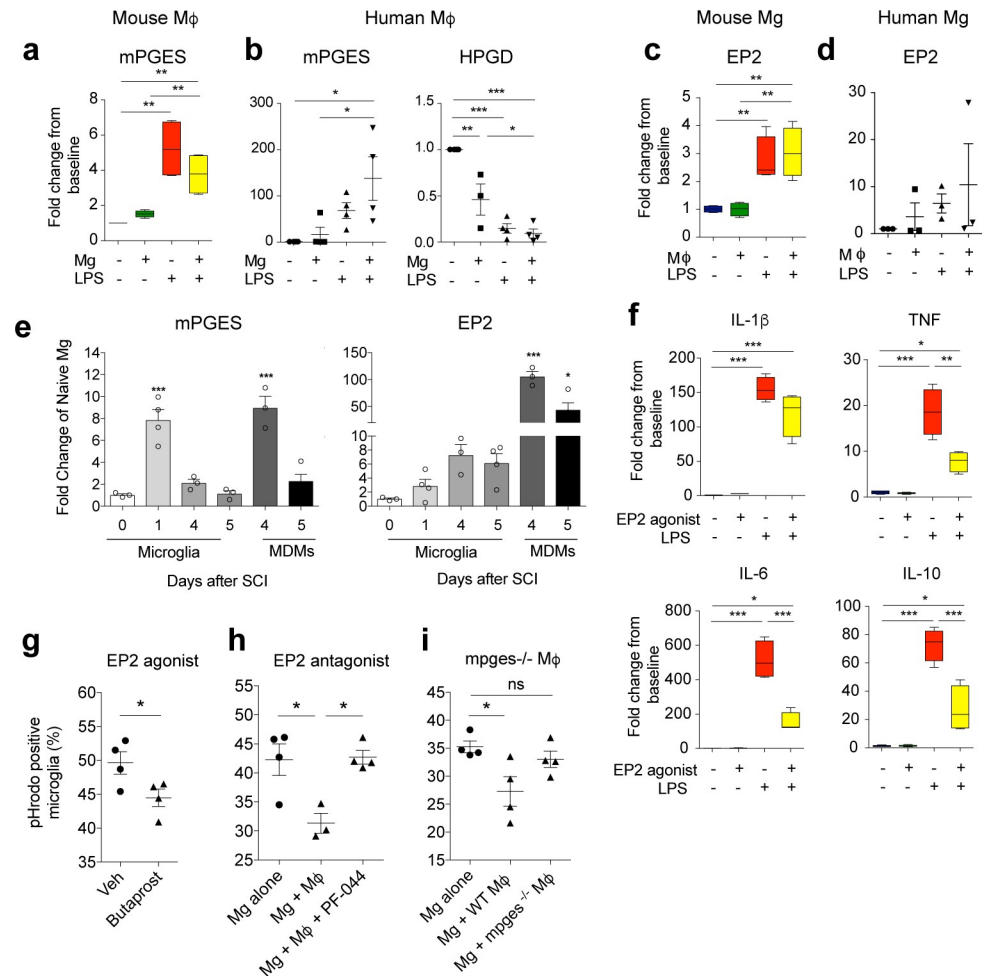 Mouse Mϕ
Human Mϕ
Mouse Mg
Human Mg
a
mPGES
Fold change from
baseline
8
6
4
2
0
**
**
**
Mg - + - +
LPS - - + +
b
mPGES
300
200
100
0
*
*
Mg - + - +
LPS - - + +
HPGD
1.5
1.0
0.5
0.0
***
***
** *
- + - +
- - + +
c
EP2
Fold change from
baseline
6
5
4
3
2
1
0
**
**
**
Mϕ - + - +
LPS - - + +
d
EP2
30
20
10
0
M ϕ - + - +
LPS - - + +
e
mPGES
Fold Change of Naive Mg
14
12
10
8
6
4
2
0
*** ***
0 1 4 5 4 5
Microglia MDMs
Days after SCI
EP2
150
100
50
8
6
4
2
0
*** *
0 1 4 5 4 5
Microglia MDMs
Days after SCI
f
IL-1β
Fold change from
baseline
200
150
100
50
0
***
***
EP2 agonist - + - +
LPS - - + +
TNF
30
20
10
0
*
*** **
- + - +
- - + +
IL-6
Fold change from
baseline
800
600
400
200
0
*
*** ***
EP2 agonist - + - +
LPS - - + +
IL-10
100
80
60
40
20
0
*
*** ***
- + - +
- - + +
g
EP2 agonist
pHrodo positive
microglia (%)
60
55
50
45
40
35
*
Veh
Butaprost
h
EP2 antagonist
50
45
40
35
30
25
* *
Mg alone
Mg + Mϕ
Mg + Mϕ + PF-044
i
mpges-/- Mϕ
45
40
35
30
25
20
15
ns
*
Mg alone
Mg + WT Mϕ
Mg + mpges -/- Mϕ